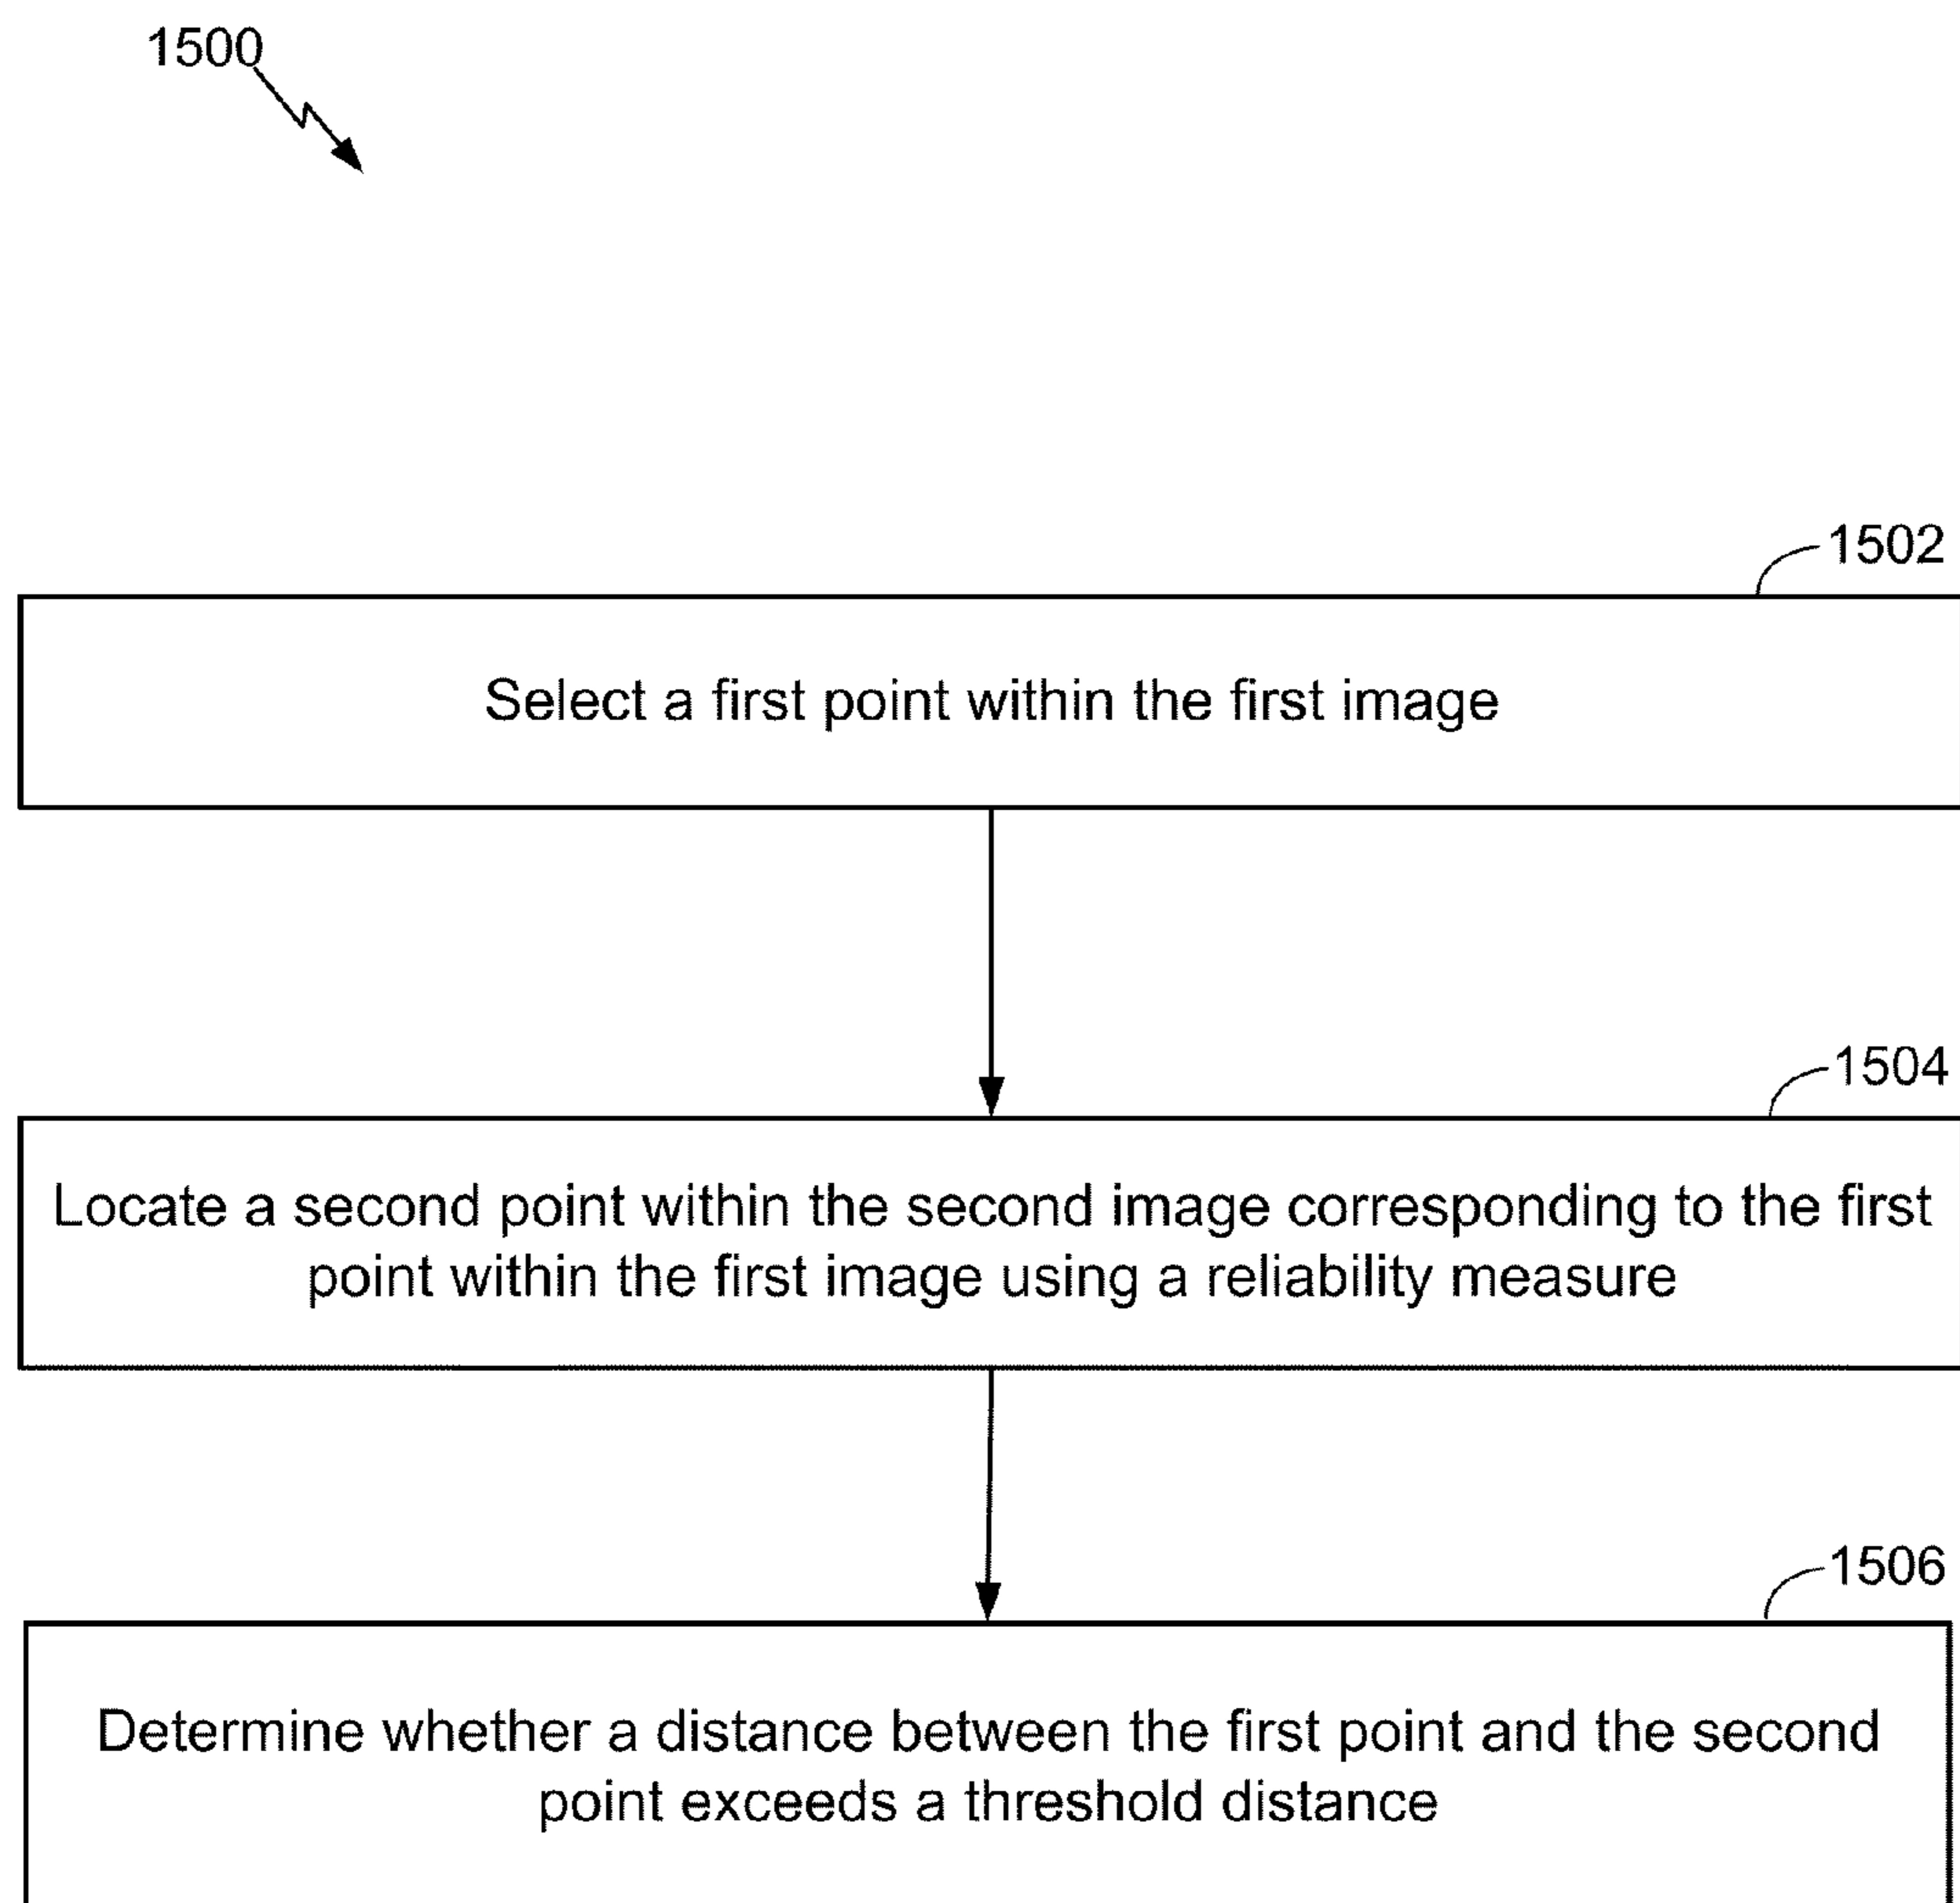 1500
1502
Select a first point within the first image
1504
Locate a second point within the second image corresponding to the first
point within the first image using a reliability measure
1506
Determine whether a distance between the first point and the second
point exceeds a threshold distance